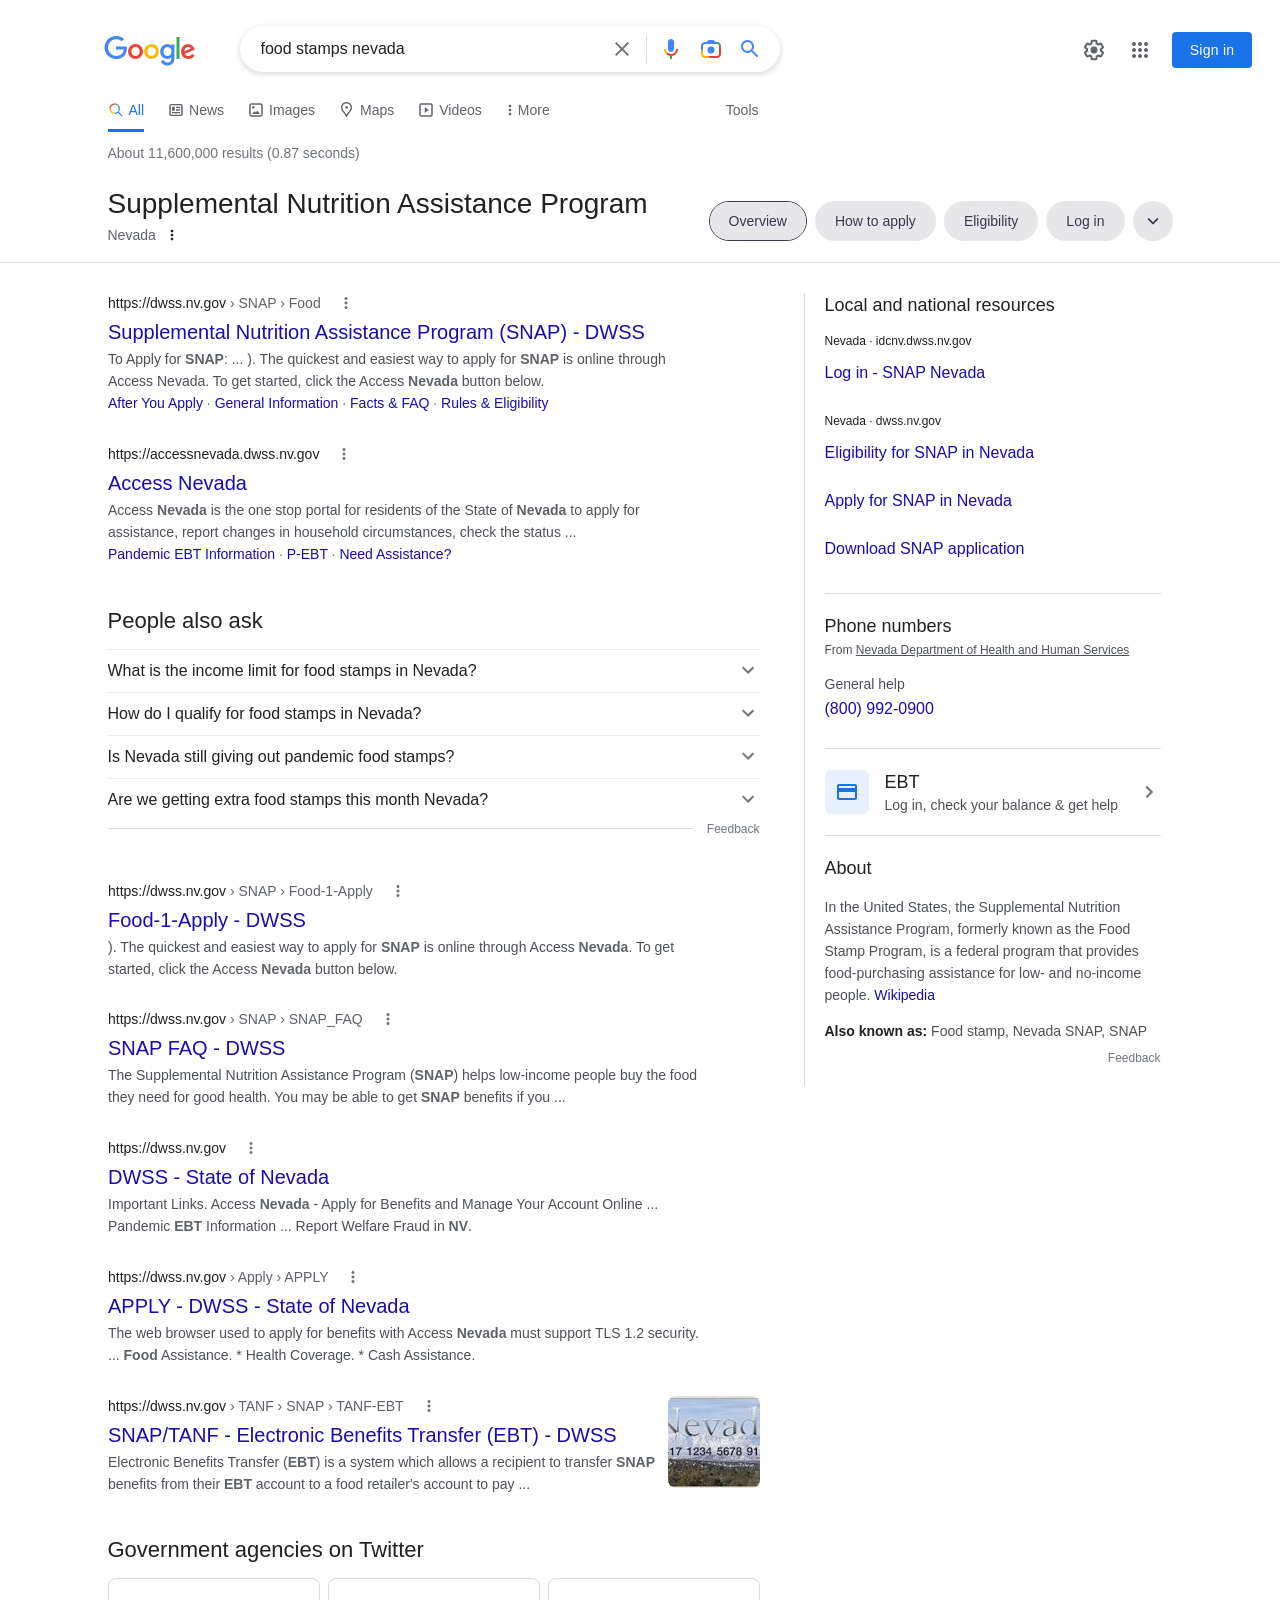 Google
food stamps nevada
Sign in
All
News
Images
Maps
Videos
More
Tools
About 11,600,000 results (0.87 seconds)
Supplemental Nutrition Assistance Program
Nevada
Overview
How to apply
Eligibility
Log in
https://dwss.nv.gov › SNAP › Food
Supplemental Nutrition Assistance Program (SNAP) - DWSS
To Apply for SNAP: ... ). The quickest and easiest way to apply for SNAP is online through
Access Nevada. To get started, click the Access Nevada button below.
After You Apply · General Information · Facts & FAQ · Rules & Eligibility
https://accessnevada.dwss.nv.gov
Access Nevada
Access Nevada is the one stop portal for residents of the State of Nevada to apply for
assistance, report changes in household circumstances, check the status ...
Pandemic EBT Information · P-EBT · Need Assistance?
People also ask
What is the income limit for food stamps in Nevada?
How do I qualify for food stamps in Nevada?
Is Nevada still giving out pandemic food stamps?
Are we getting extra food stamps this month Nevada?
Feedback
https://dwss.nv.gov › SNAP › Food-1-Apply
Food-1-Apply - DWSS
). The quickest and easiest way to apply for SNAP is online through Access Nevada. To get
started, click the Access Nevada button below.
https://dwss.nv.gov › SNAP › SNAP_FAQ
SNAP FAQ - DWSS
The Supplemental Nutrition Assistance Program (SNAP) helps low-income people buy the food
they need for good health. You may be able to get SNAP benefits if you ...
https://dwss.nv.gov
DWSS - State of Nevada
Important Links. Access Nevada - Apply for Benefits and Manage Your Account Online ...
Pandemic EBT Information ... Report Welfare Fraud in NV.
https://dwss.nv.gov › Apply › APPLY
APPLY - DWSS - State of Nevada
The web browser used to apply for benefits with Access Nevada must support TLS 1.2 security.
... Food Assistance. * Health Coverage. * Cash Assistance.
https://dwss.nv.gov › TANF › SNAP › TANF-EBT
SNAP/TANF - Electronic Benefits Transfer (EBT) - DWSS
Electronic Benefits Transfer (EBT) is a system which allows a recipient to transfer SNAP
benefits from their EBT account to a food retailer's account to pay ...
Nevad
17 1234 5678 91
Government agencies on Twitter
Local and national resources
Nevada · idcnv.dwss.nv.gov
Log in - SNAP Nevada
Nevada · dwss.nv.gov
Eligibility for SNAP in Nevada
Apply for SNAP in Nevada
Download SNAP application
Phone numbers
From Nevada Department of Health and Human Services
General help
(800) 992-0900
EBT
Log in, check your balance & get help
About
In the United States, the Supplemental Nutrition
Assistance Program, formerly known as the Food
Stamp Program, is a federal program that provides
food-purchasing assistance for low- and no-income
people. Wikipedia
Also known as: Food stamp, Nevada SNAP, SNAP
Feedback